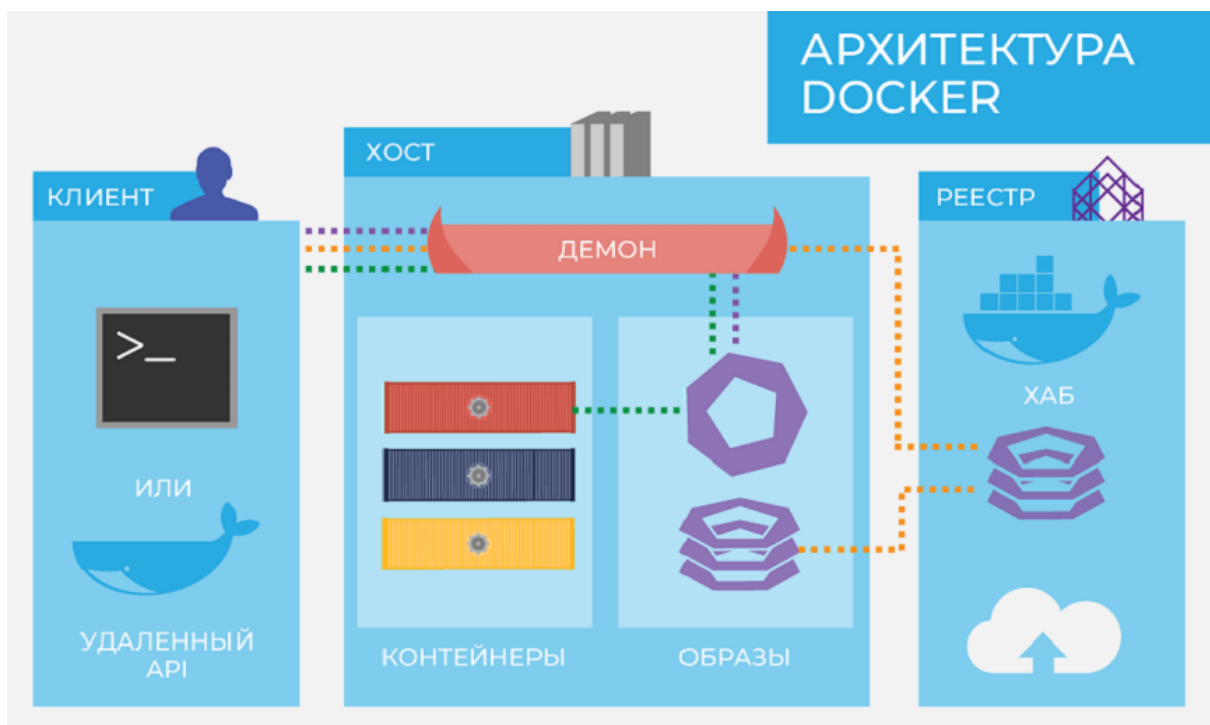 АРХИТЕКТУРА
DOCKER
КЛИЕНТ
>_
ИЛИ
УДАЛЕННЫЙ
API
ХОСТ
ДЕМОН
КОНТЕЙНЕРЫ
ОБРАЗЫ
РЕЕСТР
ХАБ